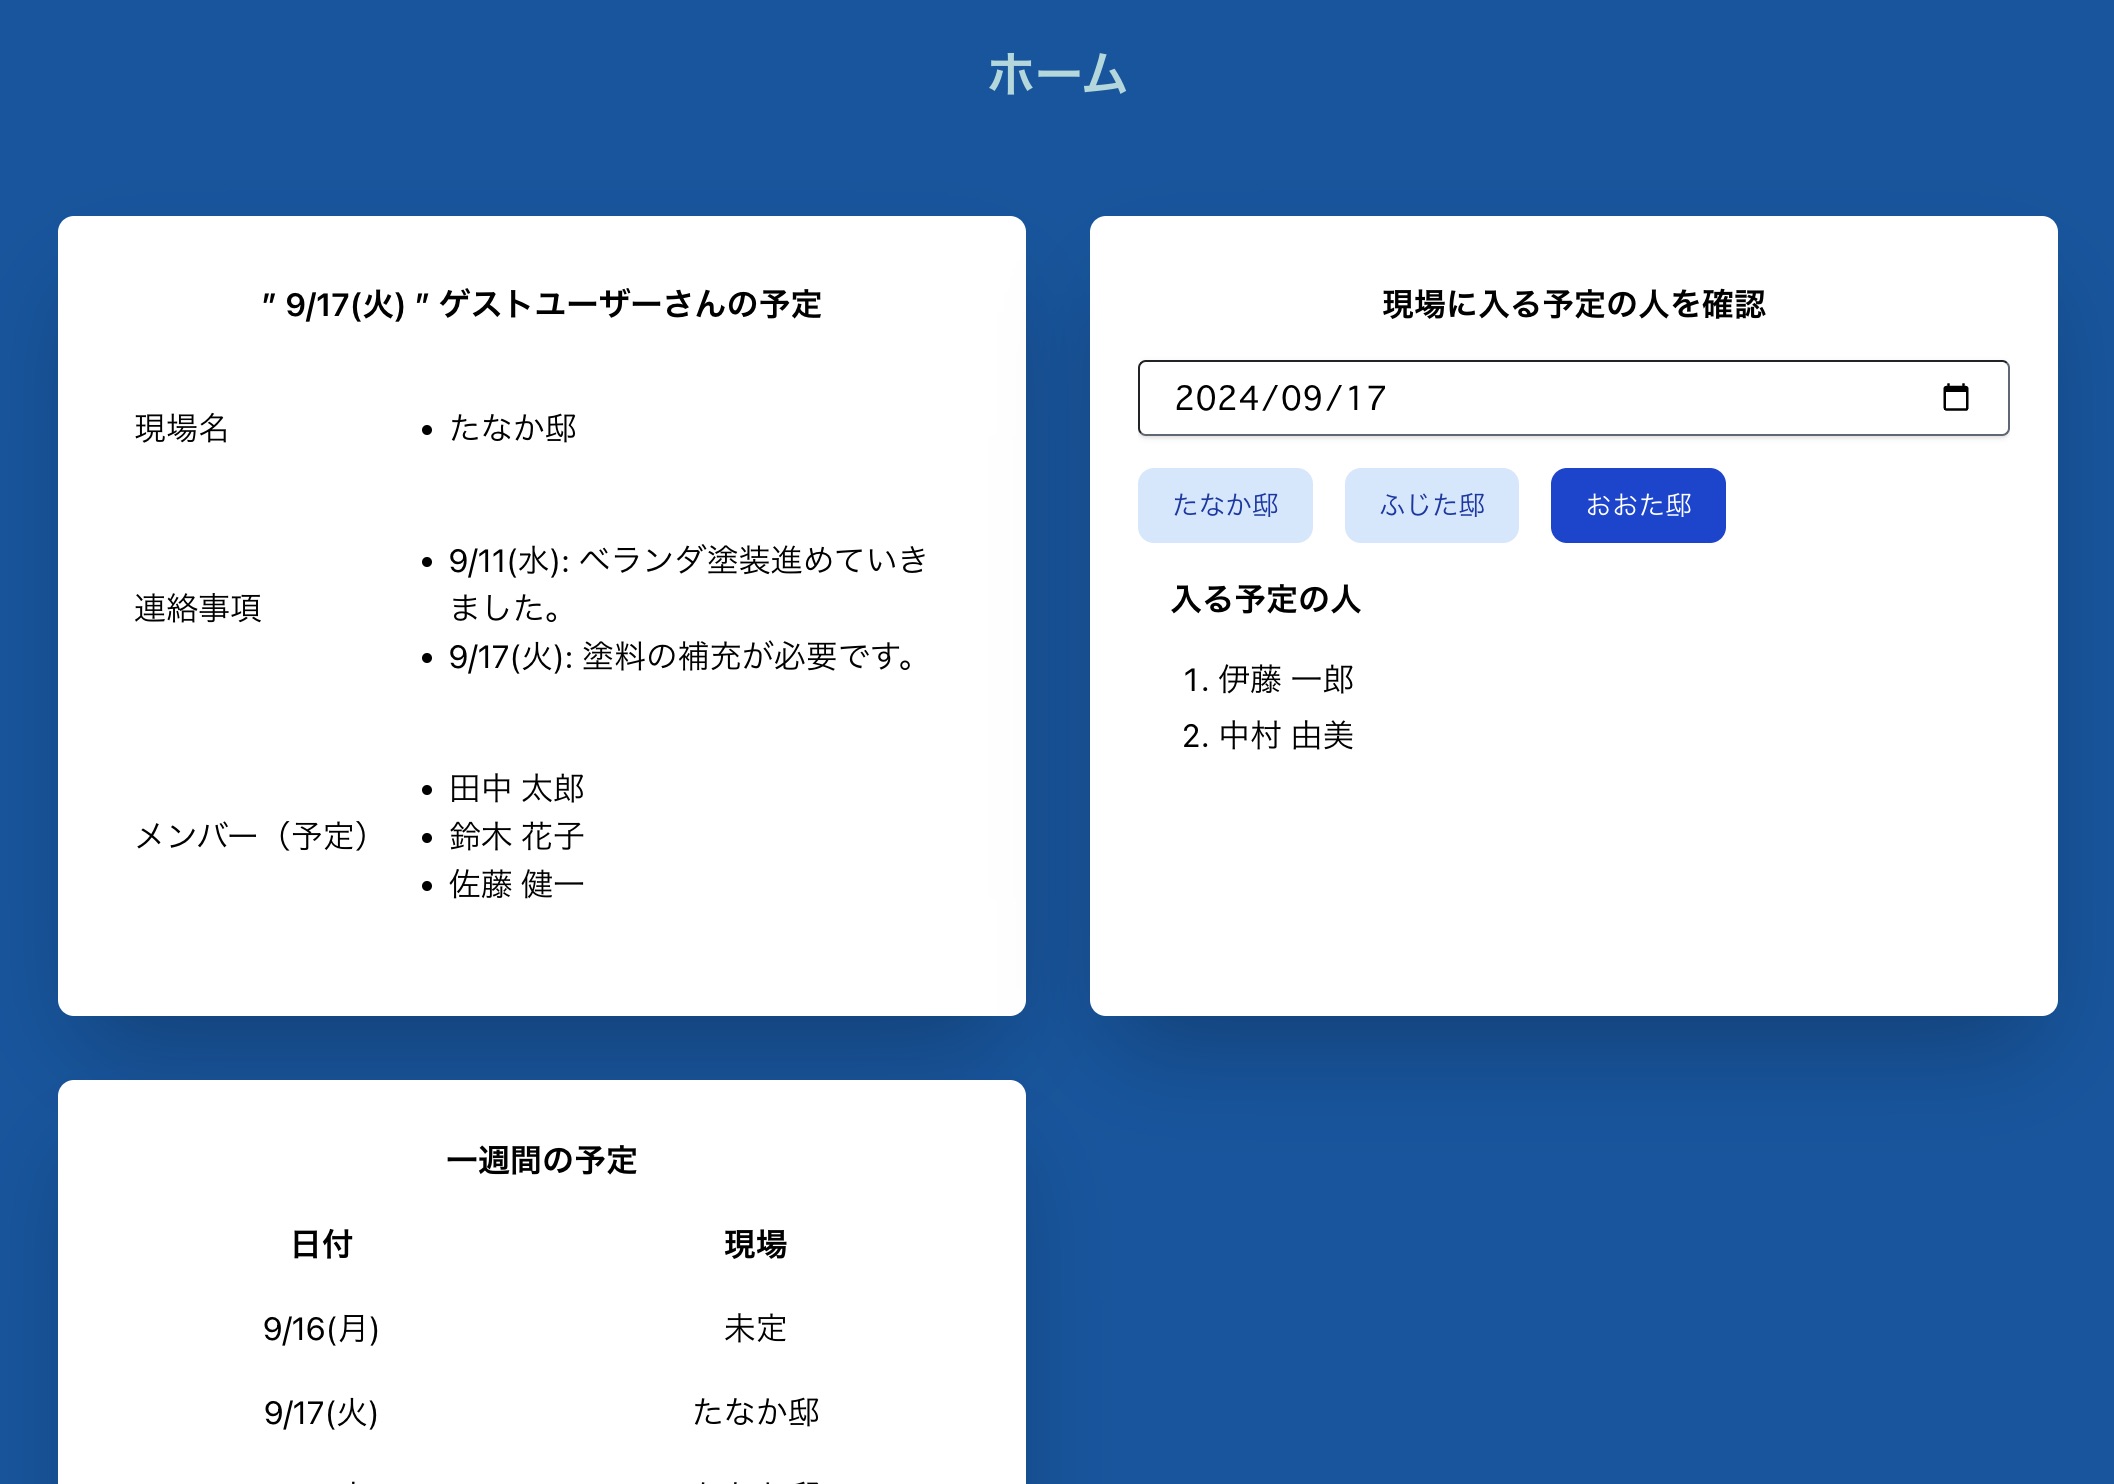 ホーム
” 9/17(火) ” ゲストユーザーさんの予定
現場名
• たなか邸
連絡事項
• 9/11(水): ベランダ塗装進めていき
ました。
• 9/17(火): 塗料の補充が必要です。
メンバー（予定）
• 田中 太郎
• 鈴木 花子
• 佐藤 健一
現場に入る予定の人を確認
2024/09/17
たなか邸 ふじた邸 おおた邸
入る予定の人
1. 伊藤 一郎
2. 中村 由美
一週間の予定
日付 現場
9/16(月) 未定
9/17(火) たなか邸